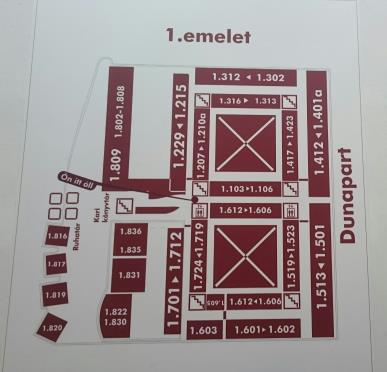 1.emelet
1.312 ◄ 1.302
1.316 ► 1.313
1.802-1.808
1.809
1.229 ◄ 1.215
1.207 ► 1.210a
1.417 ► 1.423
1.412 ◄ 1.401a
Dunapart
Ön itt áll
1.103 ► 1.106
1.612 ► 1.606
Kari
könyvtár
Ruhatár
1.816
1.817
1.819
1.820
1.836
1.835
1.831
1.822
1.830
1.701 ► 1.712
1.724 ◄ 1.719
1.519 ► 1.523
1.513 ◄ 1.501
1.605
1.612 ◄ 1.606
1.603
1.601 ► 1.602